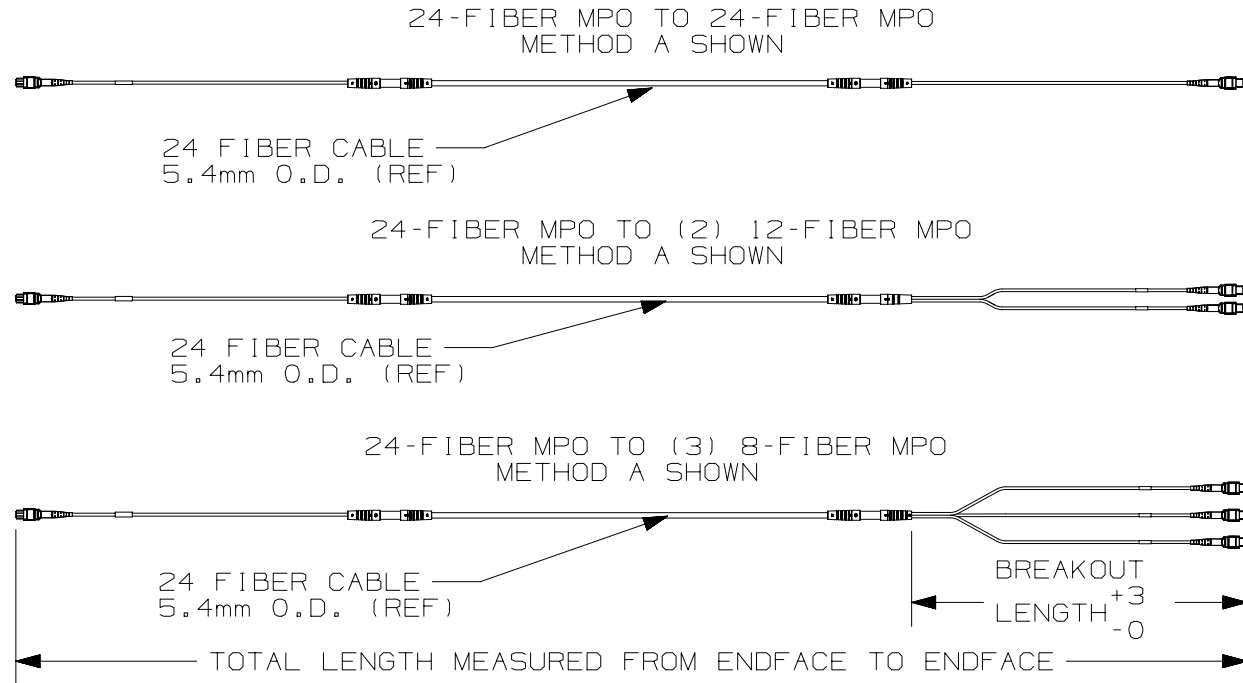 24-FIBER MPO TO 24-FIBER MPO
METHOD A SHOWN
24 FIBER CABLE
5.4mm O.D. (REF)
24-FIBER MPO TO (2) 12-FIBER MPO
METHOD A SHOWN
24 FIBER CABLE
5.4mm O.D. (REF)
24-FIBER MPO TO (3) 8-FIBER MPO
METHOD A SHOWN
24 FIBER CABLE
5.4mm O.D. (REF)
BREAKOUT
LENGTH +3
-0
TOTAL LENGTH MEASURED FROM ENDFACE TO ENDFACE